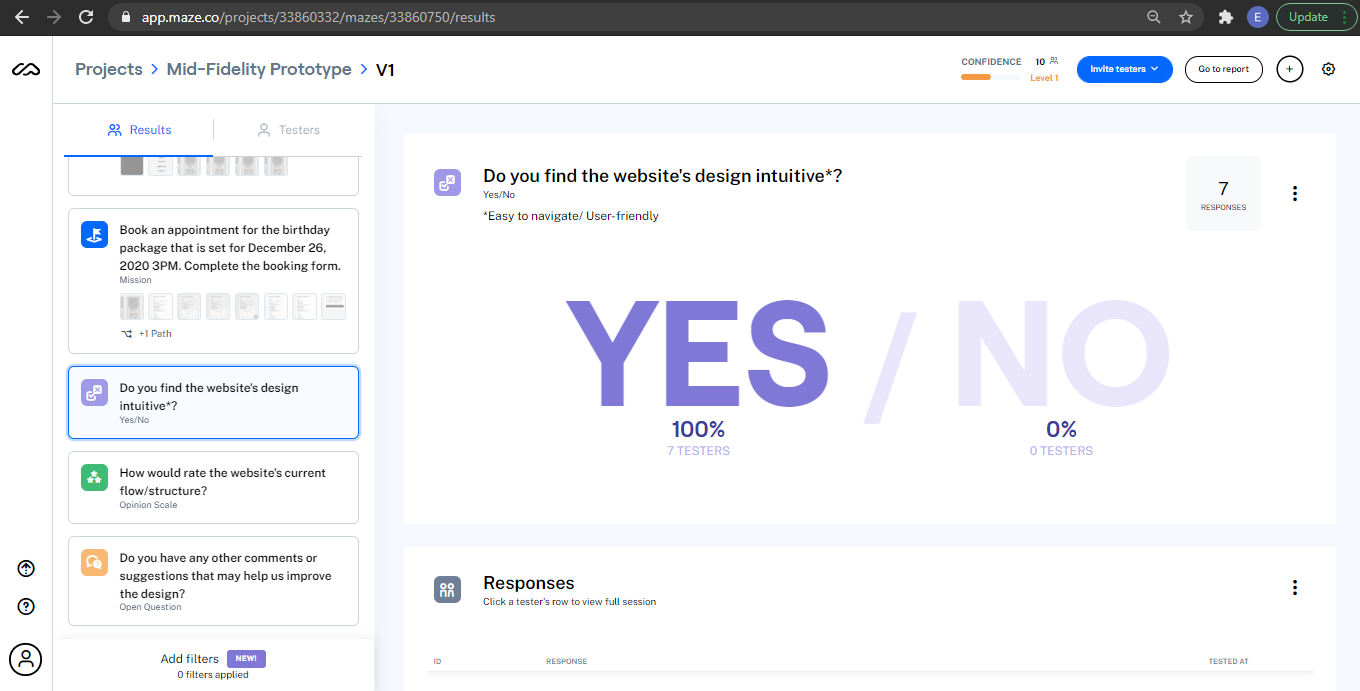 app.maze.co/projects/33860332/mazes/33860750/results
E
Update
Projects > Mid-Fidelity Prototype > V1
CONFIDENCE 10
Level 1
Invite testers
Go to report
Results
Testers
Book an appointment for the birthday
package that is set for December 26,
2020 3PM. Complete the booking form.
Mission
+1 Path
Do you find the website's design
intuitive*?
Yes/No
How would rate the website's current
flow/structure?
Opinion Scale
Do you have any other comments or
suggestions that may help us improve
the design?
Open Question
Add filters NEW!
0 filters applied
Do you find the website's design intuitive*?
Yes/No
*Easy to navigate/ User-friendly
7
RESPONSES
YES / NO
100% 0%
7 TESTERS 0 TESTERS
Responses
Click a tester's row to view full session
ID RESPONSE TESTED AT